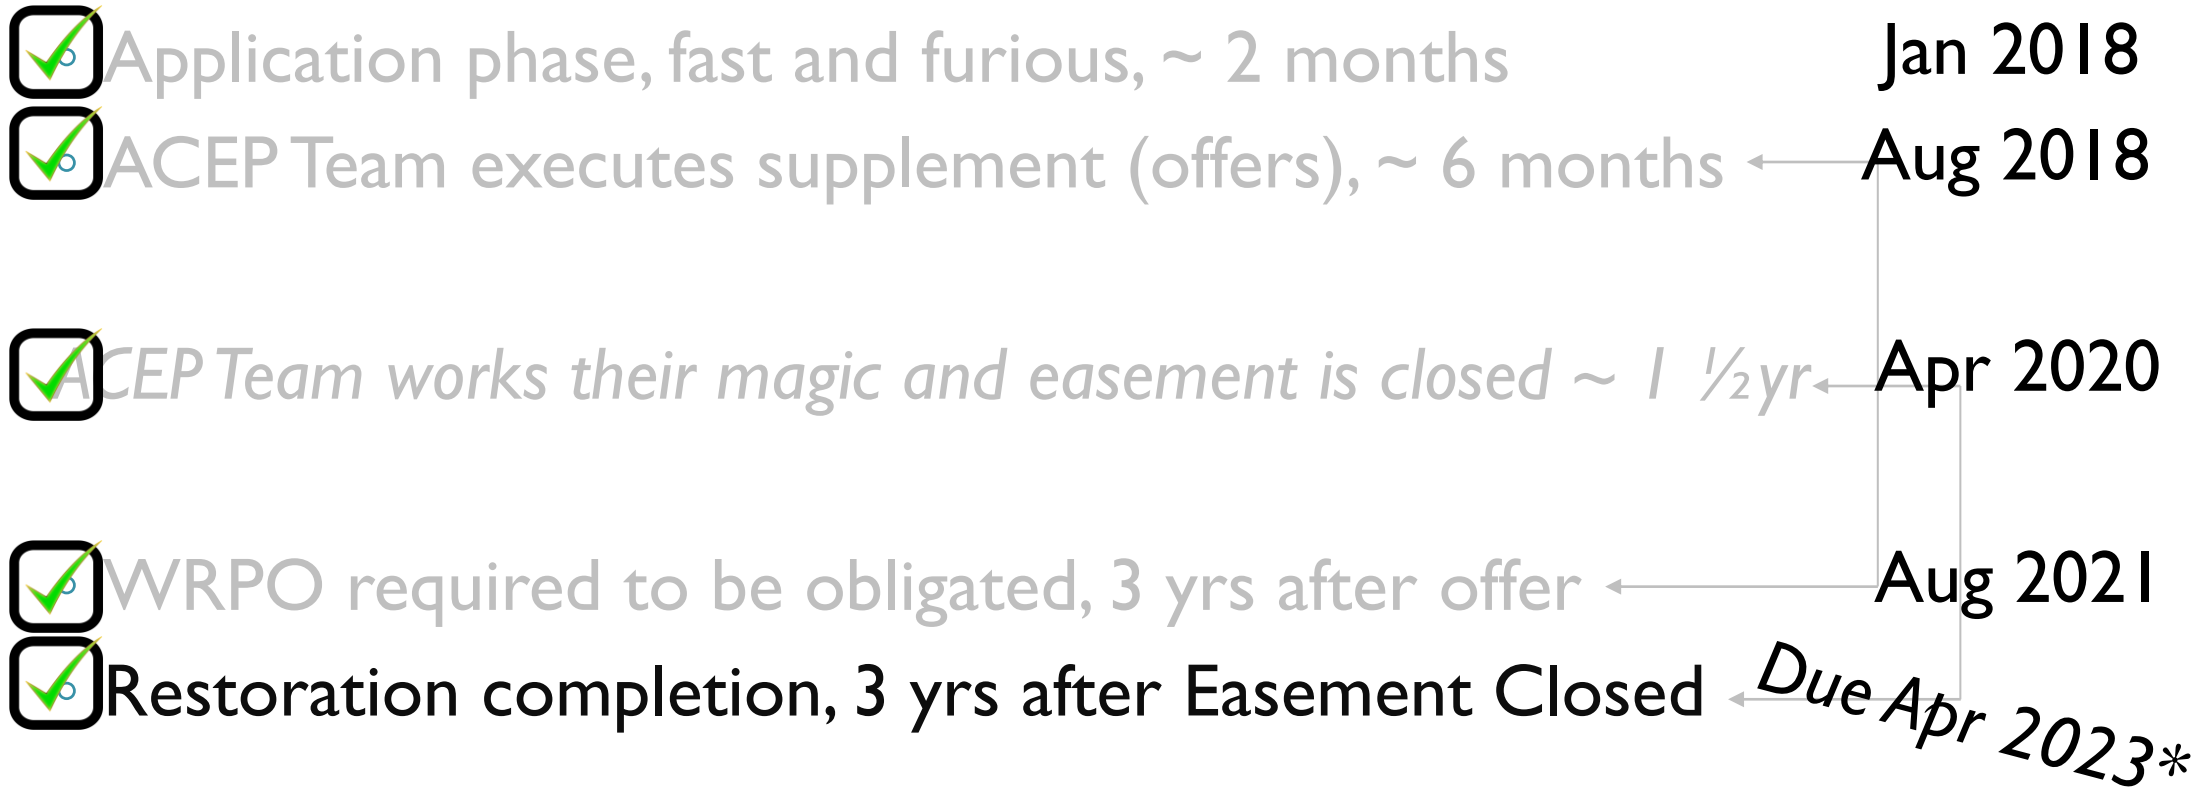 Application phase, fast and furious, ~ 2 months Jan 2018
ACEP Team executes supplement (offers), ~ 6 months Aug 2018
ACEP Team works their magic and easement is closed ~ 1 ½ yr Apr 2020
WRPO required to be obligated, 3 yrs after offer Aug 2021
Restoration completion, 3 yrs after Easement Closed Due Apr 2023*